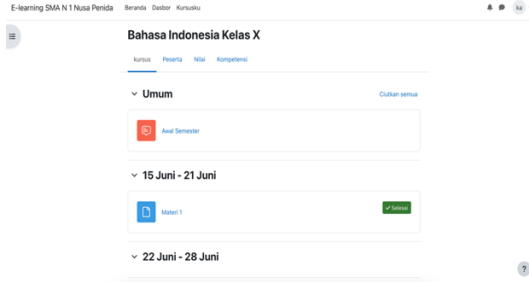 E-learning SMA N 1 Nusa Penida Beranda Dasbor Kursusku ka
Bahasa Indonesia Kelas X
kursus Peserta Nilai Kompetensi
Umum Ciutkan semua
Awal Semester
15 Juni - 21 Juni
Materi 1 Selesai
22 Juni - 28 Juni
?